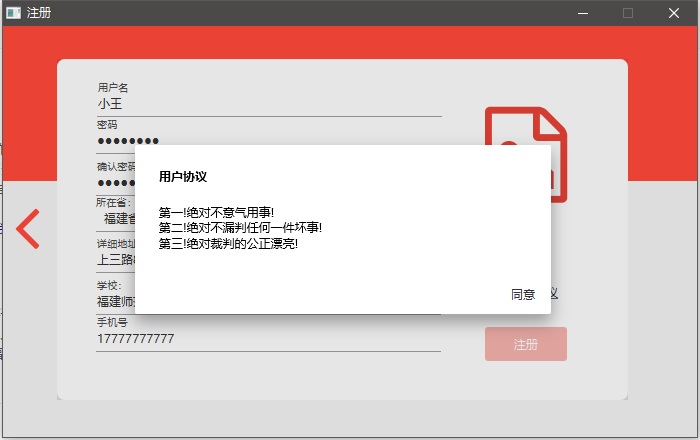 注册
用户名
小王
密码
确认密码
所在省:
福建省
详细地址
上三路
学校:
福建师
手机号
17777777777
用户协议
第一!绝对不意气用事!
第二!绝对不漏判任何一件坏事!
第三!绝对裁判的公正漂亮!
同意
议
注册